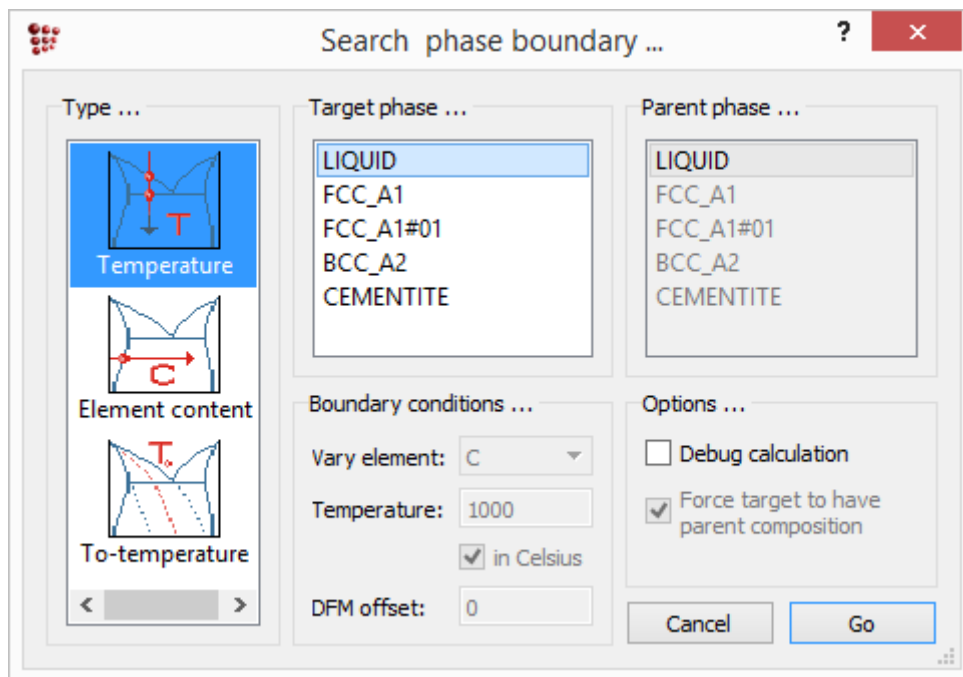 Search phase boundary ...
?
Type ...
T
Temperature
C
Element content
T.
To-temperature
Target phase ...
LIQUID
FCC_A1
FCC_A1#01
BCC_A2
CEMENTITE
Parent phase ...
LIQUID
FCC_A1
FCC_A1#01
BCC_A2
CEMENTITE
Boundary conditions ...
Vary element: C
Temperature: 1000
in Celsius
DFM offset: 0
Options ...
Debug calculation
Force target to have
parent composition
Cancel
Go